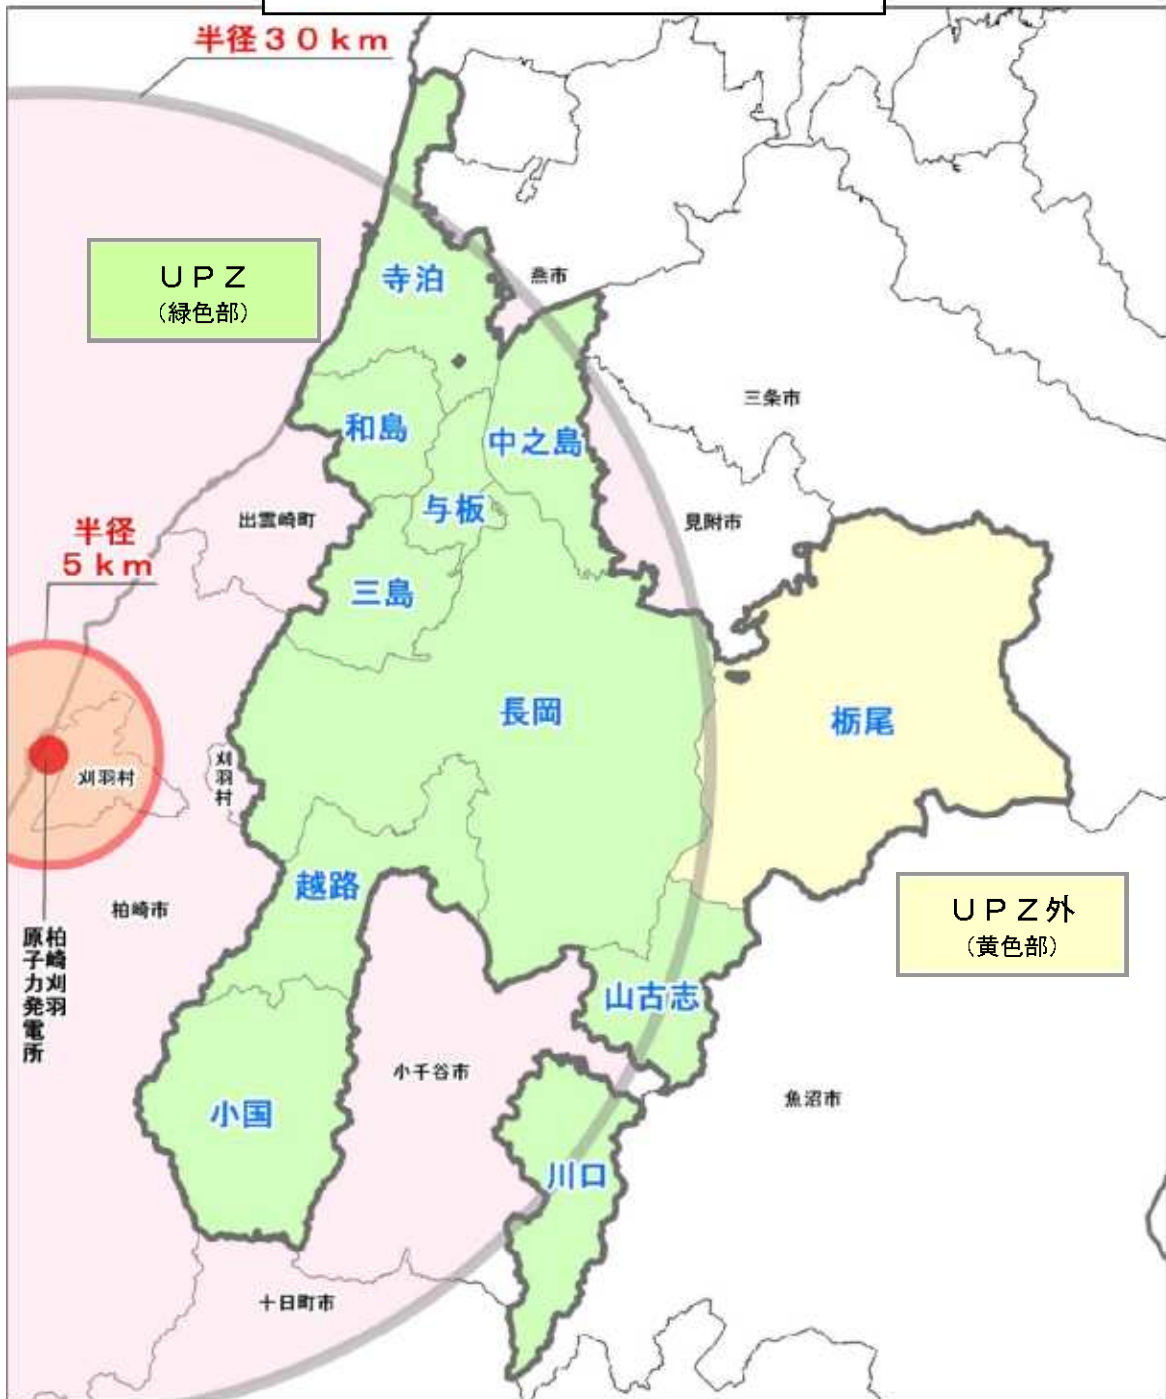 半径30km
UPZ
(緑色部)
寺泊
燕市
三条市
和島
中之島
与板
出雲崎町
見附市
半径
5km
三島
長岡
栃尾
刈羽村
刈羽村
越路
柏崎市
UPZ外
(黄色部)
柏崎刈羽
原子力発電所
山古志
小千谷市
魚沼市
小国
川口
十日町市